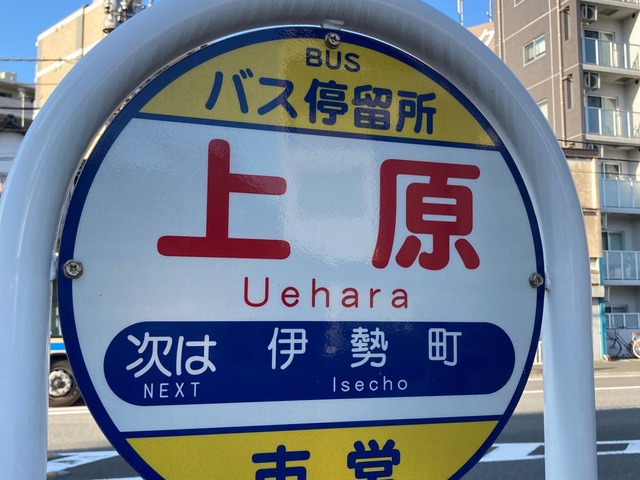 BUS
バス停留所
上原
Uehara
次は 伊勢町
NEXT Isecho
市営